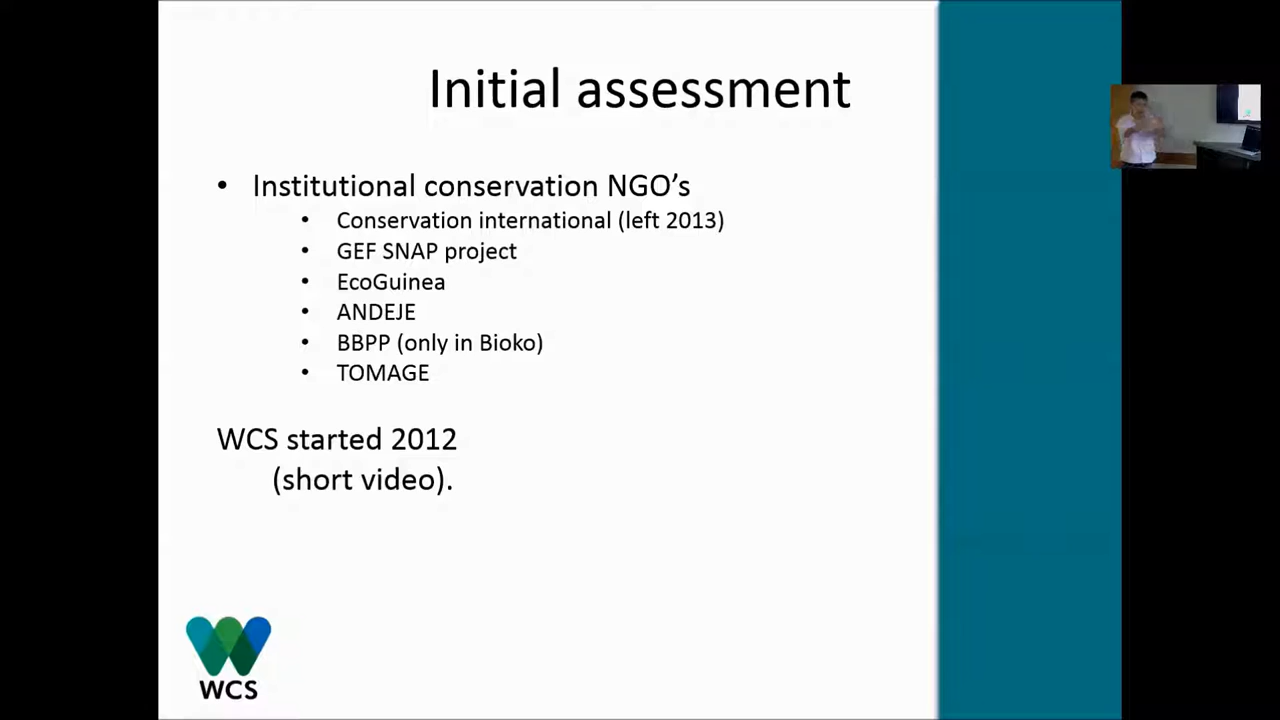 Initial assessment
• Institutional conservation NGO’s
• Conservation international (left 2013)
• GEF SNAP project
• EcoGuinea
• ANDEJE
• BBPP (only in Bioko)
• TOMAGE
WCS started 2012
(short video).
WCS